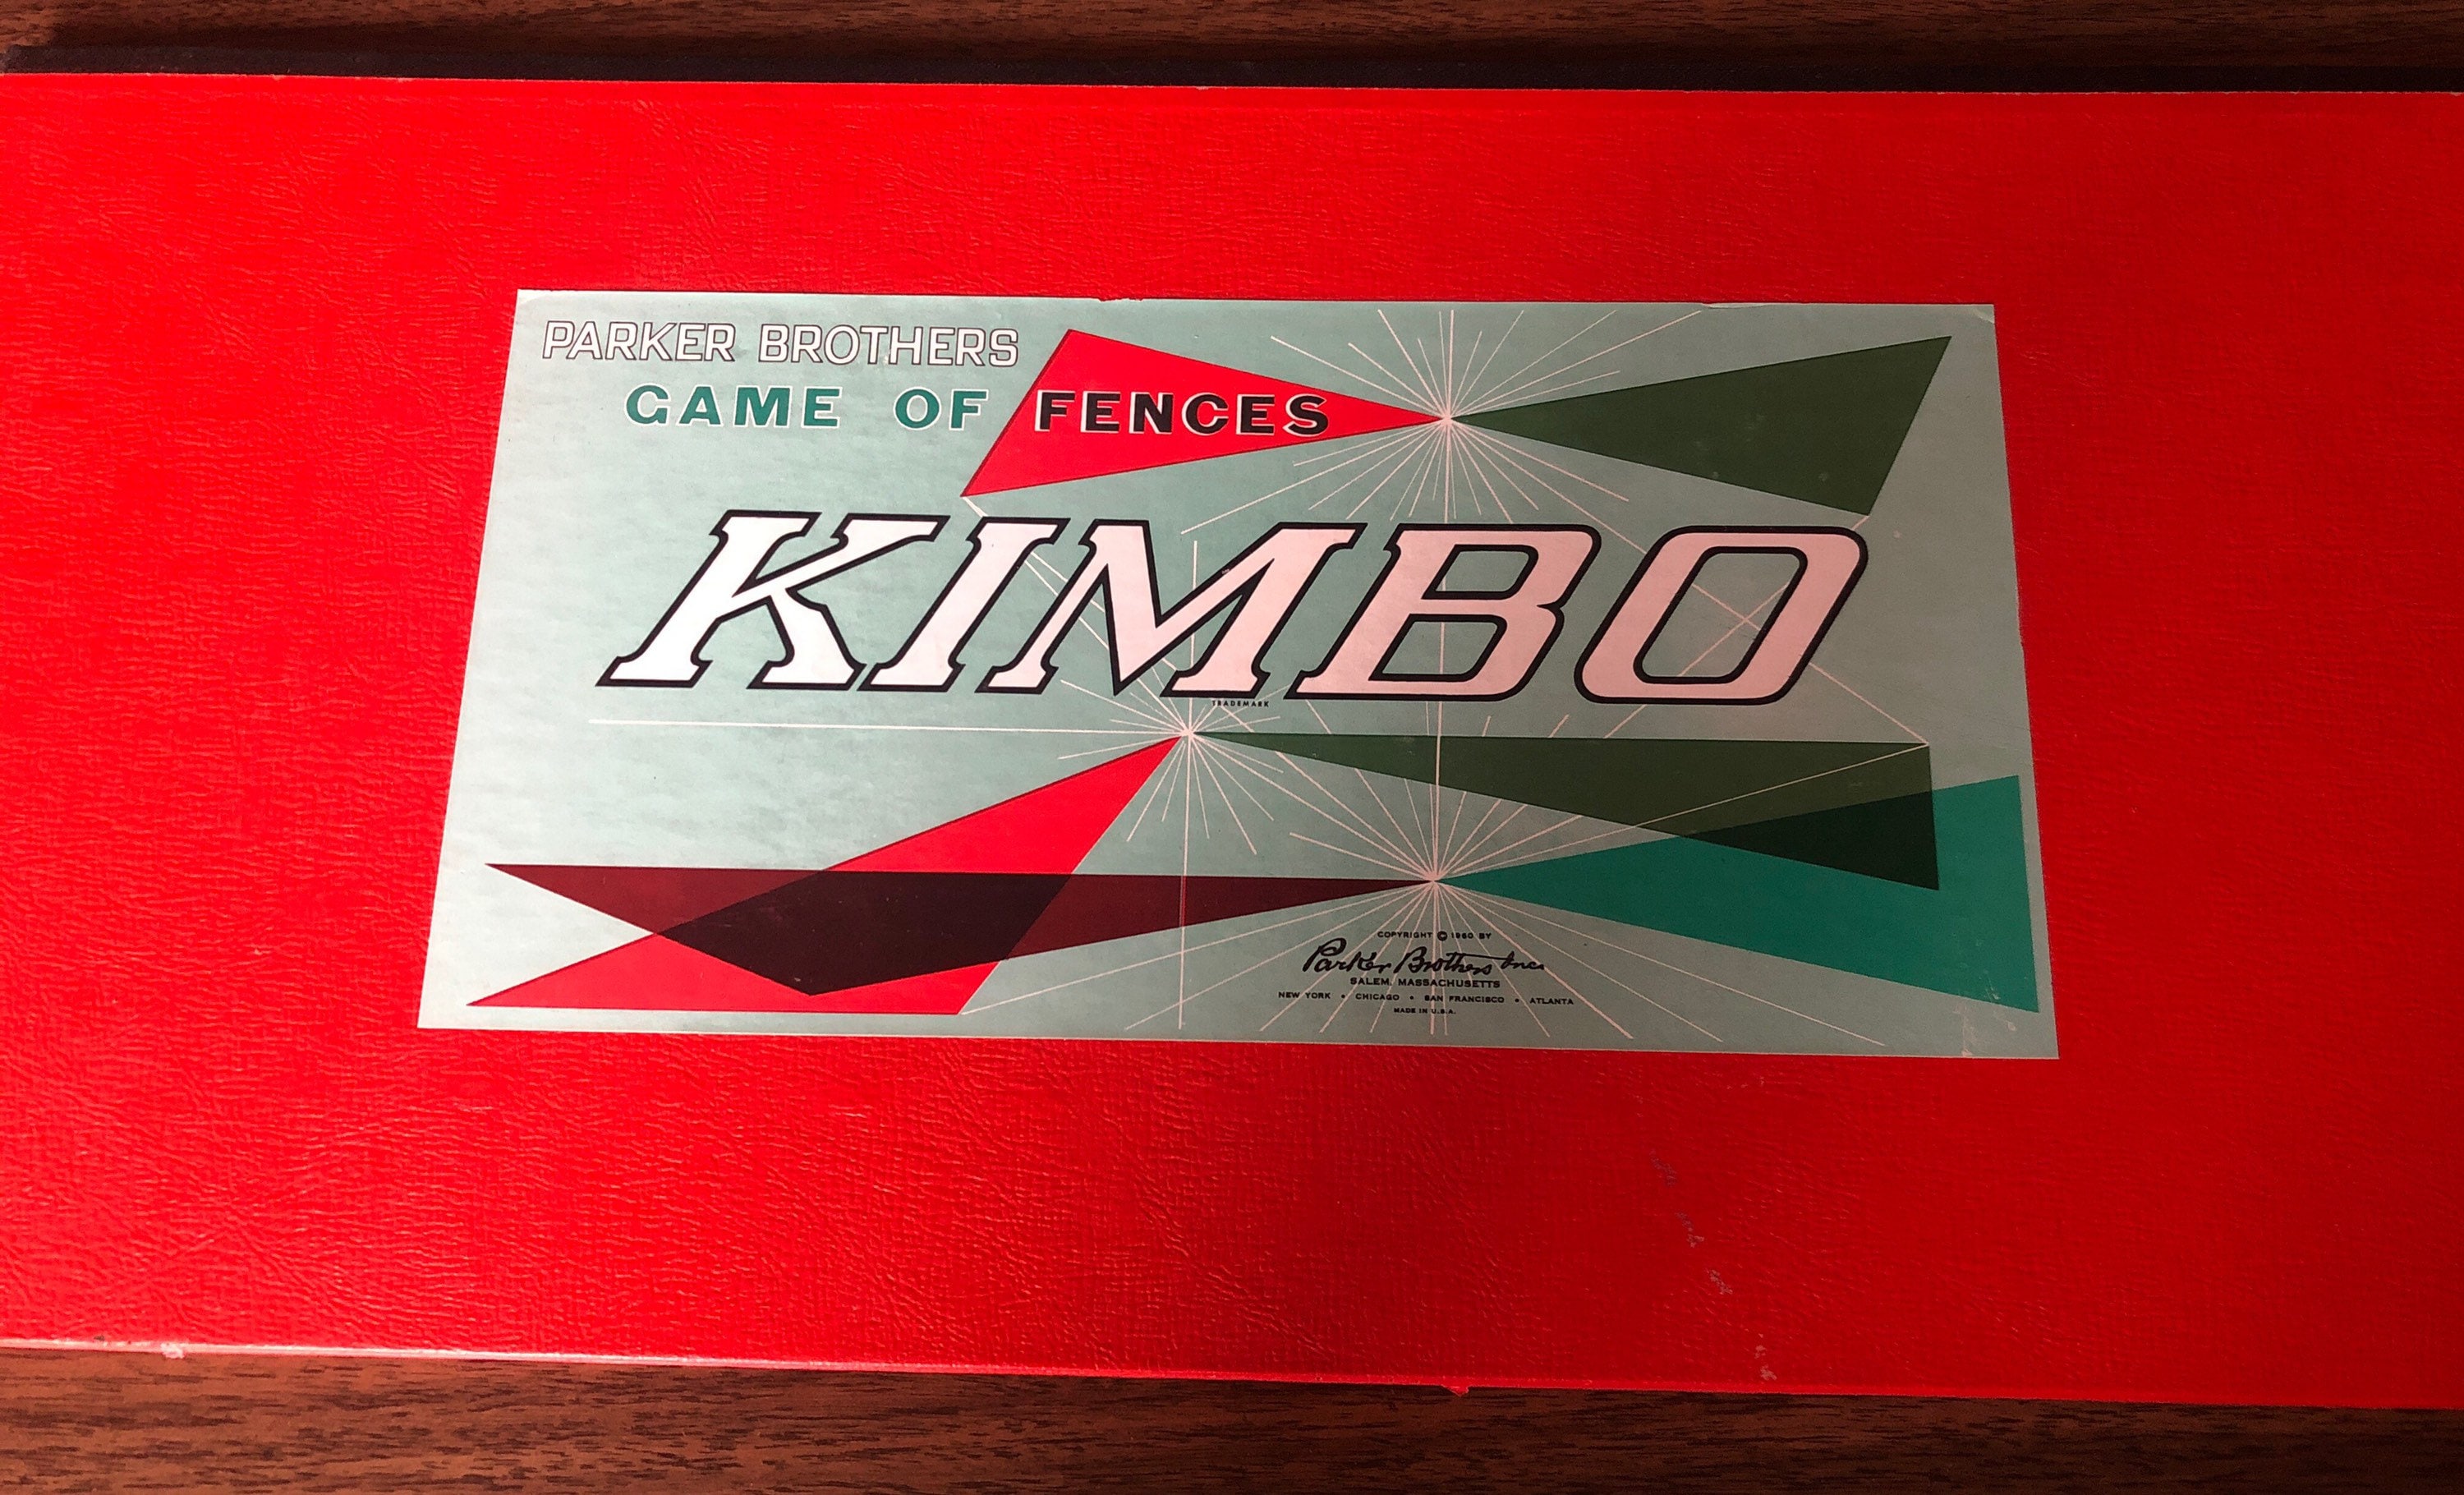 PARKER BROTHERS
GAME OF FENCES
KIMBO
TRADEMARK
COPYRIGHT © 1960 BY
Parker Brothers Inc.
SALEM, MASSACHUSETTS
NEW YORK • CHICAGO • SAN FRANCISCO • ATLANTA
MADE IN U.S.A.